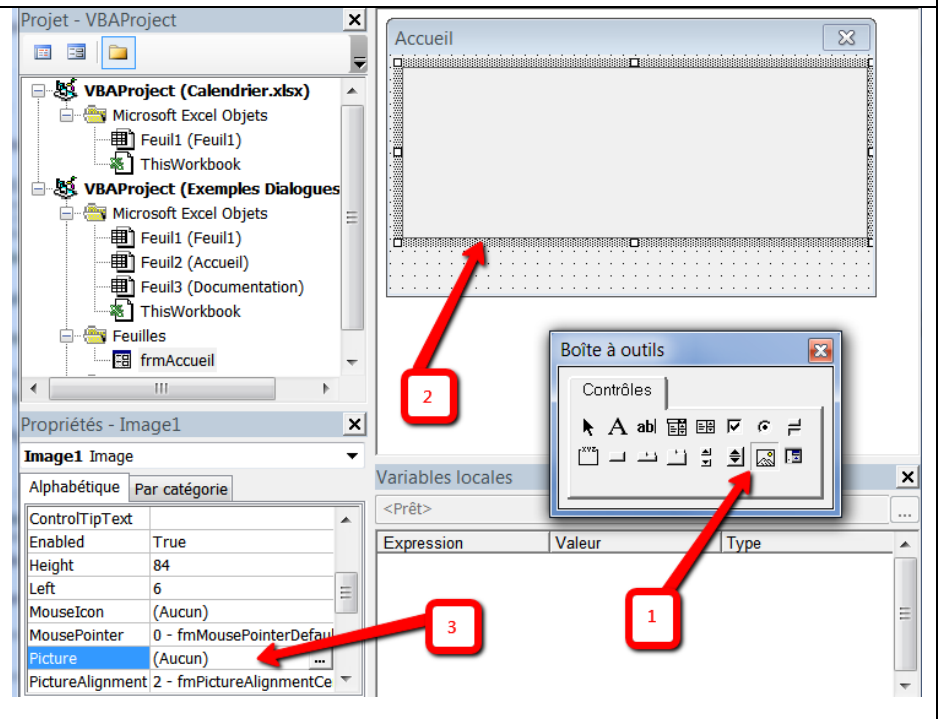 Projet - VBAProject
VBAProject (Calendrier.xlsx)
Microsoft Excel Objets
Feuil1 (Feuil1)
ThisWorkbook
VBAProject (Exemples Dialogues
Microsoft Excel Objets
Feuil1 (Feuil1)
Feuil2 (Accueil)
Feuil3 (Documentation)
ThisWorkbook
Feuilles
frmAccueil
Propriétés - Image1
Image1 Image
Alphabétique Par catégorie
ControlTipText
Enabled True
Height 84
Left 6
MouseIcon (Aucun)
MousePointer 0 - fmMousePointerDefaul
Picture (Aucun) ...
PictureAlignment 2 - fmPictureAlignmentCe
Accueil
2
Boîte à outils
Contrôles
A ab|
XYZ
Variables locales
<Prêt> ...
Expression Valeur Type
1
3